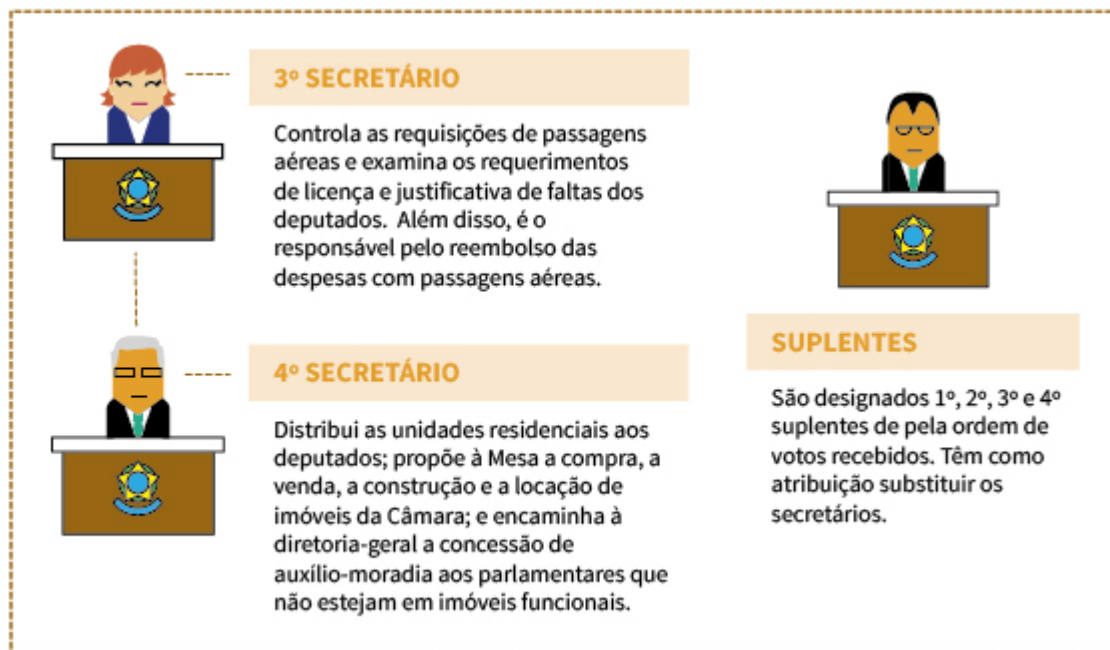 3º SECRETÁRIO
Controla as requisições de passagens
aéreas e examina os requerimentos
de licença e justificativa de faltas dos
deputados. Além disso, é o
responsável pelo reembolso das
despesas com passagens aéreas.
4º SECRETÁRIO
Distribui as unidades residenciais aos
deputados; propõe à Mesa a compra, a
venda, a construção e a locação de
imóveis da Câmara; e encaminha à
diretoria-geral a concessão de
auxílio-moradia aos parlamentares que
não estejam em imóveis funcionais.
SUPLENTES
São designados 1º, 2º, 3º e 4º
suplentes de pela ordem de
votos recebidos. Têm como
atribuição substituir os
secretários.